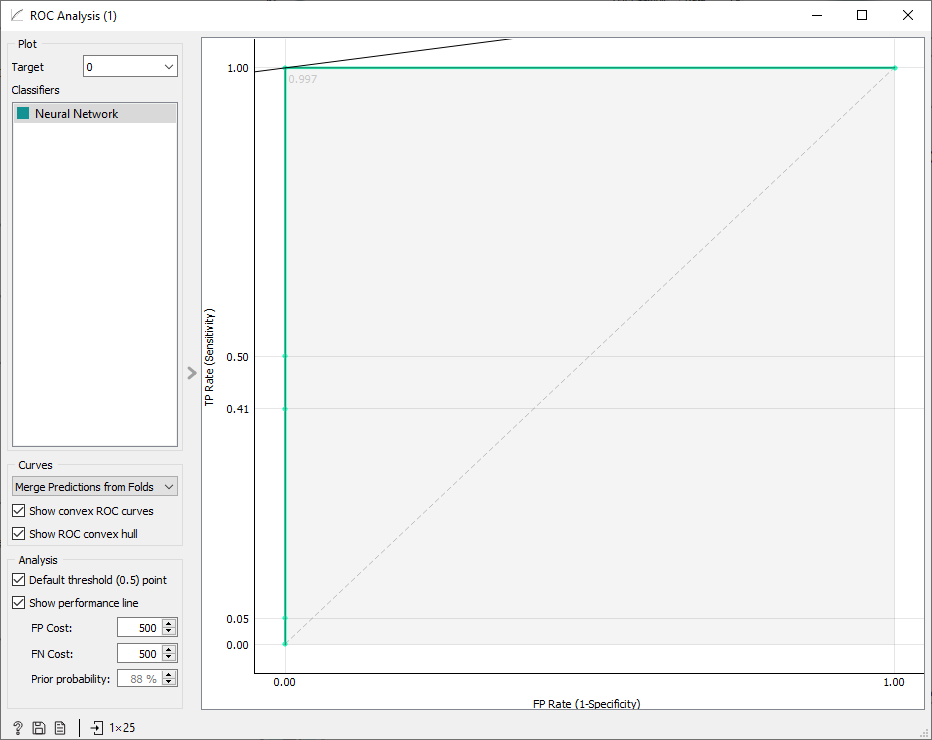 ROC Analysis (1)
Plot
Target
0
Classifiers
Neural Network
Curves
Merge Predictions from Folds
Show convex ROC curves
Show ROC convex hull
Analysis
Default threshold (0.5) point
Show performance line
FP Cost: 500
FN Cost: 500
Prior probability: 88 %
? 1×25
1.00
0.997
0.50
0.41
0.05
0.00
TP Rate (Sensitivity)
0.00 1.00
FP Rate (1-Specificity)